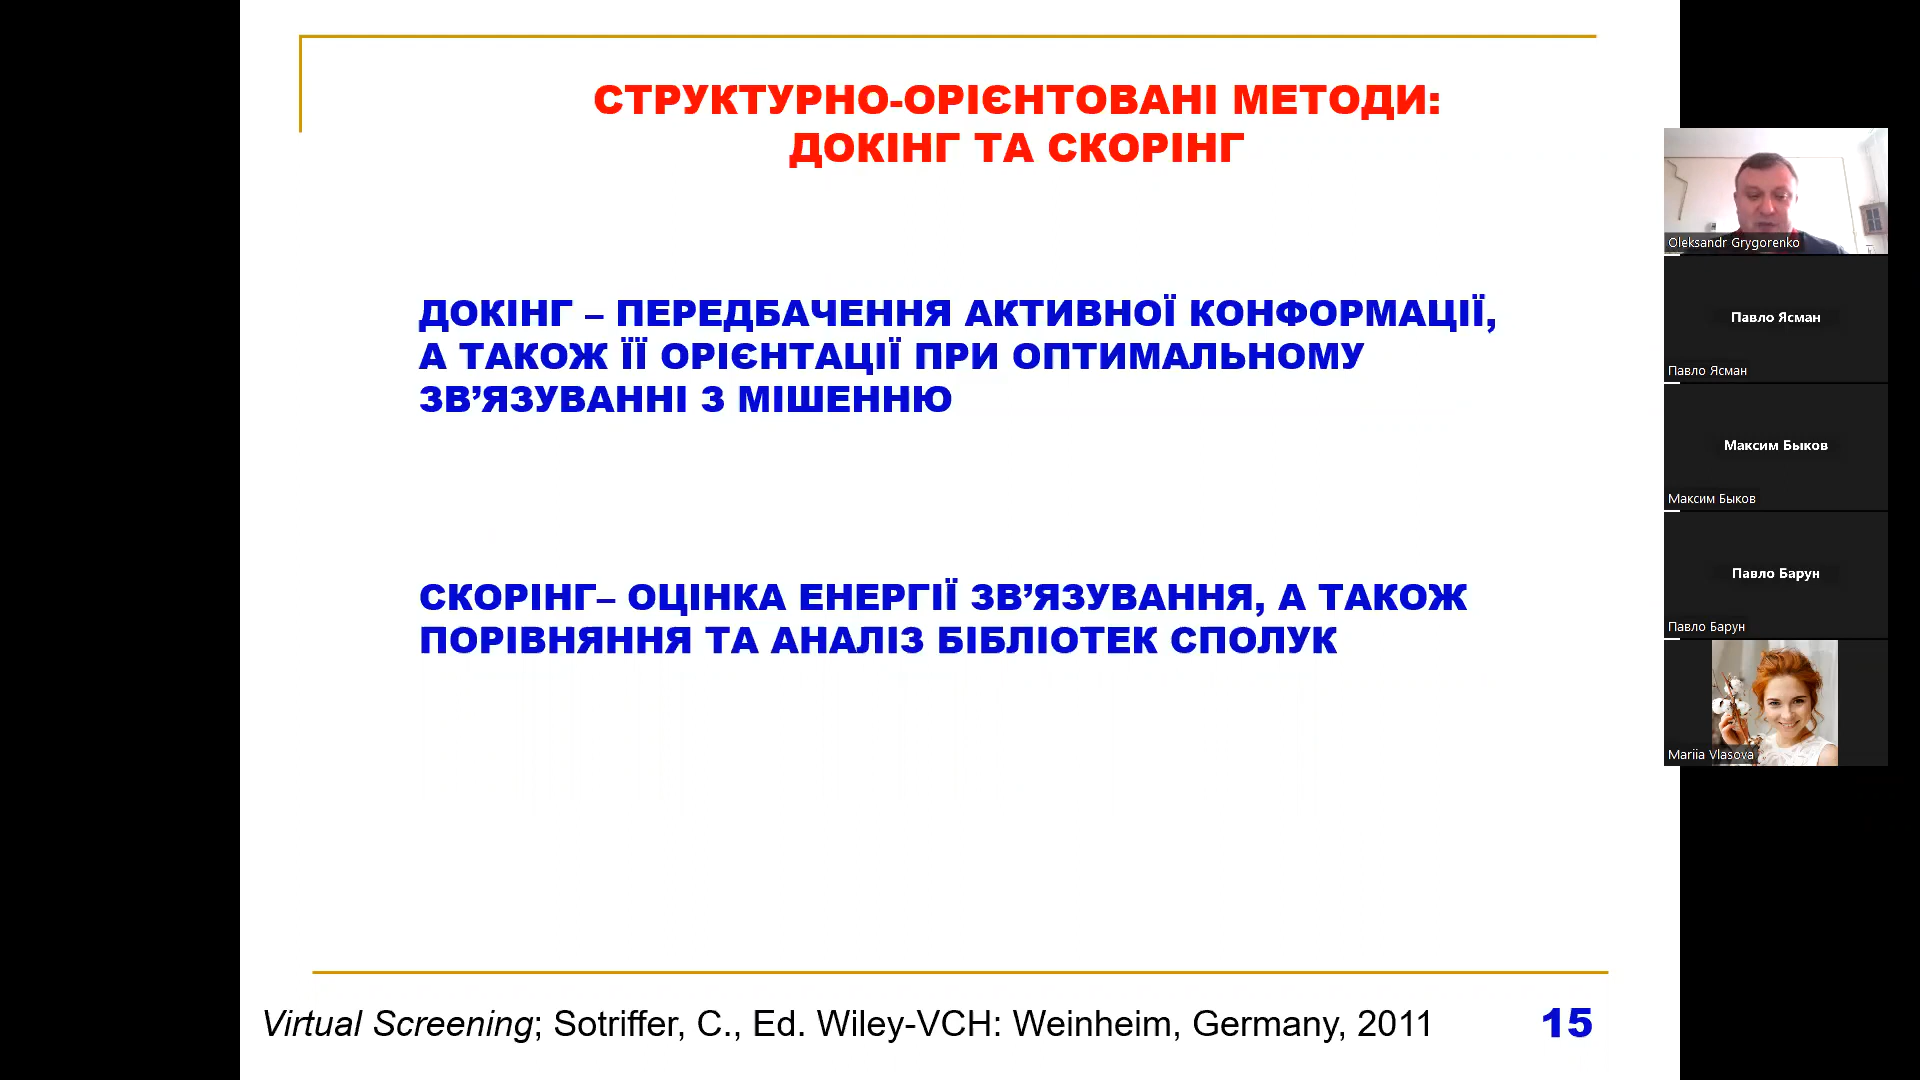 СТРУКТУРНО-ОРІЄНТОВАНІ МЕТОДИ:
ДОКІНГ ТА СКОРІНГ
ДОКІНГ – ПЕРЕДБАЧЕННЯ АКТИВНОЇ КОНФОРМАЦІЇ,
А ТАКОЖ ЇЇ ОРІЄНТАЦІЇ ПРИ ОПТИМАЛЬНОМУ
ЗВ’ЯЗУВАННІ З МІШЕННЮ
СКОРІНГ– ОЦІНКА ЕНЕРГІЇ ЗВ’ЯЗУВАННЯ, А ТАКОЖ
ПОРІВНЯННЯ ТА АНАЛІЗ БІБЛІОТЕК СПОЛУК
Virtual Screening; Sotriffer, C., Ed. Wiley-VCH: Weinheim, Germany, 2011
15
Oleksandr Grygorenko
Павло Ясман
Павло Ясман
Максим Быков
Максим Быков
Павло Барун
Павло Барун
Mariia Vlasova